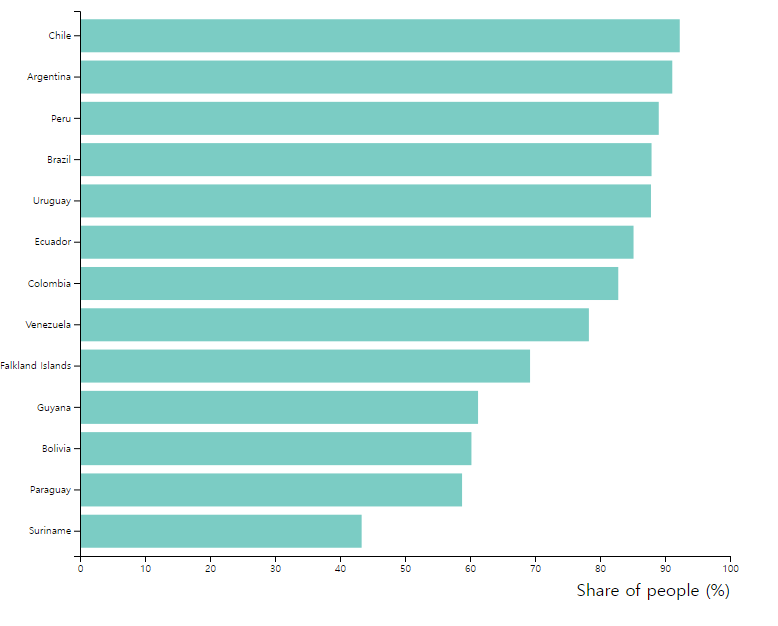 Chile
Argentina
Peru
Brazil
Uruguay
Ecuador
Colombia
Venezuela
Falkland Islands
Guyana
Bolivia
Paraguay
Suriname
0 10 20 30 40 50 60 70 80 90 100
Share of people (%)